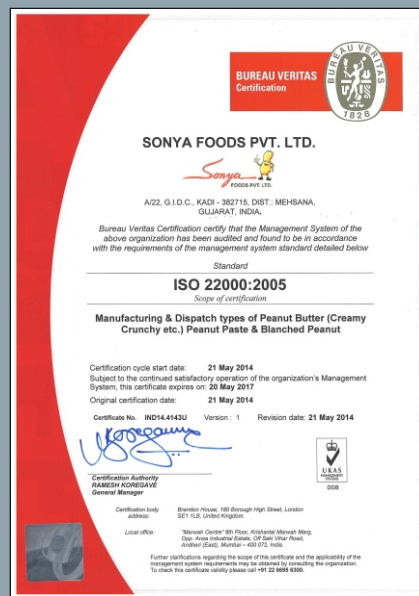 BUREAU VERITAS
Certification
BUREAU VERITAS
1828
SONYA FOODS PVT. LTD.
Sonya
FOODS PVT. LTD.
A/22, G.I.D.C., KADI - 382715, DIST.: MEHSANA,
GUJARAT, INDIA.
Bureau Veritas Certification certify that the Management System of the
above organization has been audited and found to be in accordance
with the requirements of the management system standard detailed below
Standard
ISO 22000:2005
Scope of certification
Manufacturing & Dispatch types of Peanut Butter (Creamy
Crunchy etc.) Peanut Paste & Blanched Peanut
Certification cycle start date: 21 May 2014
Subject to the continued satisfactory operation of the organization's Management
System, this certificate expires on: 20 May 2017
Original certification date: 21 May 2014
Certificate No. IND14.4143U Version : 1 Revision date: 21 May 2014
Certification Authority
RAMESH KOREGAVE
General Manager
UKAS
MANAGEMENT
SYSTEMS
008
Certification body
address:
Brandon House, 180 Borough High Street, London
SE1 1LB, United Kingdom.
Local office:
"Marwah Centre" 6th Floor, Krishanlal Marwah Marg,
Opp. Ansa Industrial Estate, Off Saki Vihar Road,
Andheri (East), Mumbai – 400 072, India.
Further clarifications regarding the scope of this certificate and the applicability of the
management system requirements may be obtained by consulting the organization.
To check this certificate validity please call +91 22 6695 6300.